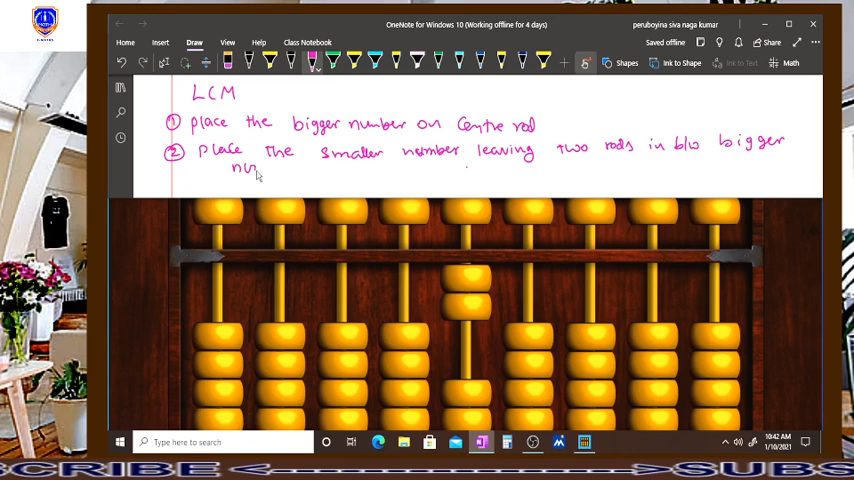 OneNote for Windows 10 (Working offline for 4 days)
peruboyina siva naga kumar
Home Insert Draw View Help Class Notebook
Saved offline Share
Shapes Ink to Shape Ink to Text Math
LCM
① place the bigger number on Centre rod
② place the smaller number leaving two rods in b/w bigger
nu
Type here to search
10:42 AM
1/10/2021
SCRIBE SUBS